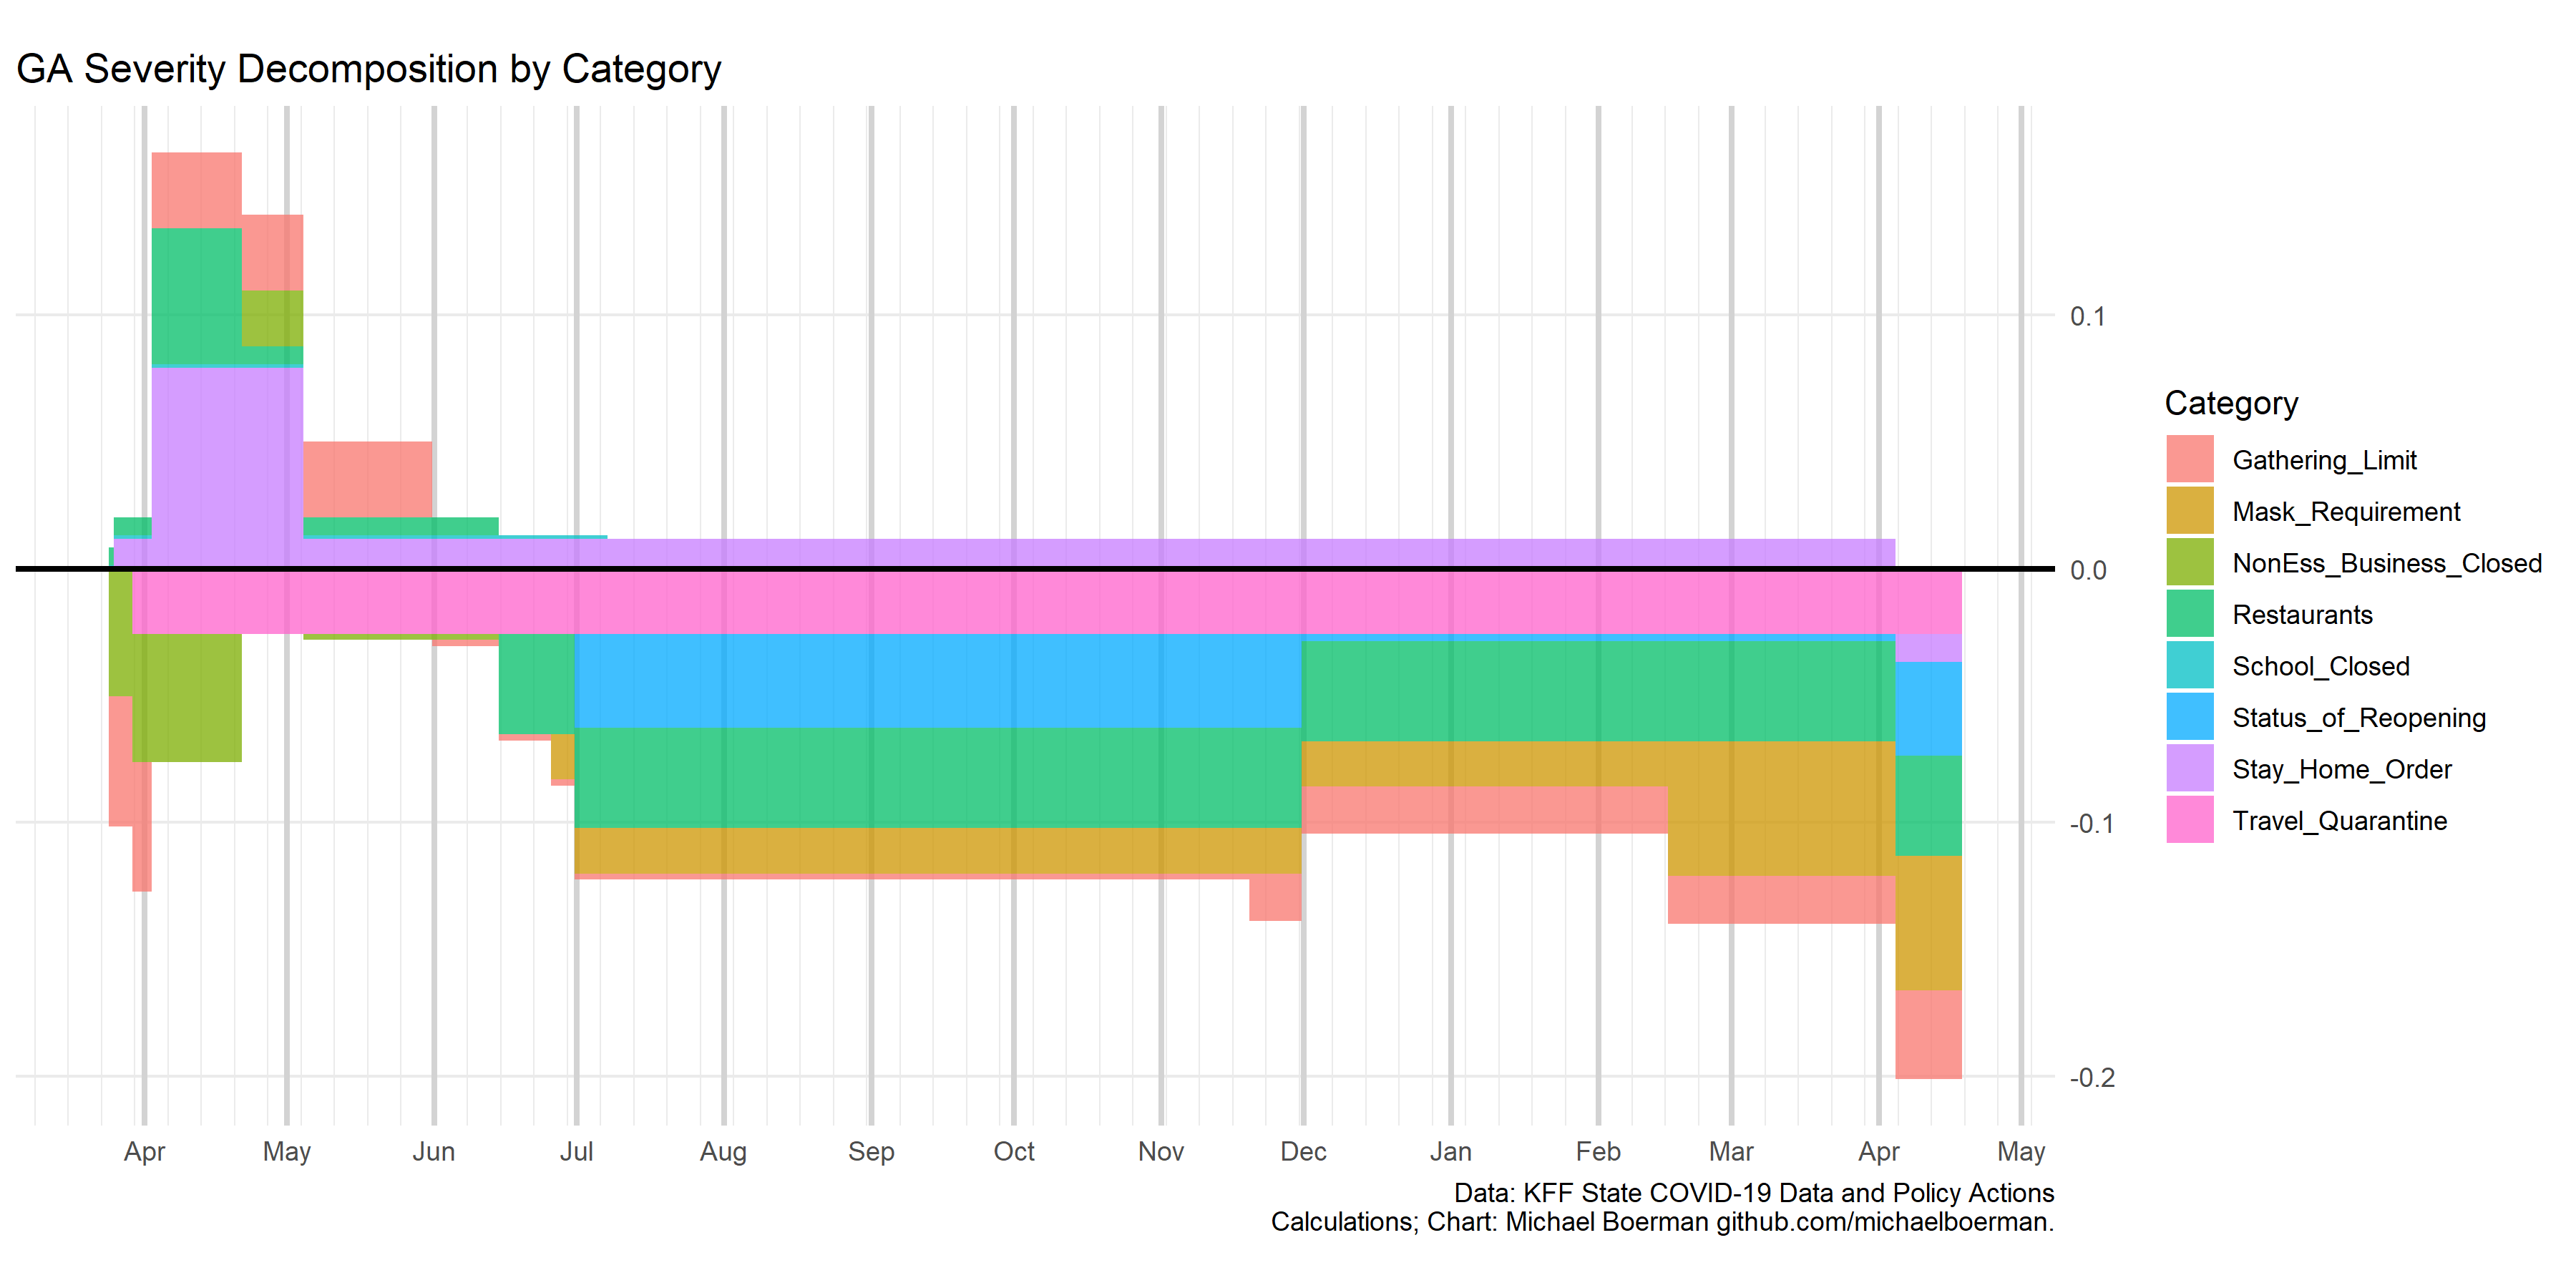 GA Severity Decomposition by Category
0.1
0.0
-0.1
-0.2
Apr May Jun Jul Aug Sep Oct Nov Dec Jan Feb Mar Apr May
Category
Gathering_Limit
Mask_Requirement
NonEss_Business_Closed
Restaurants
School_Closed
Status_of_Reopening
Stay_Home_Order
Travel_Quarantine
Data: KFF State COVID-19 Data and Policy Actions
Calculations; Chart: Michael Boerman github.com/michaelboerman.